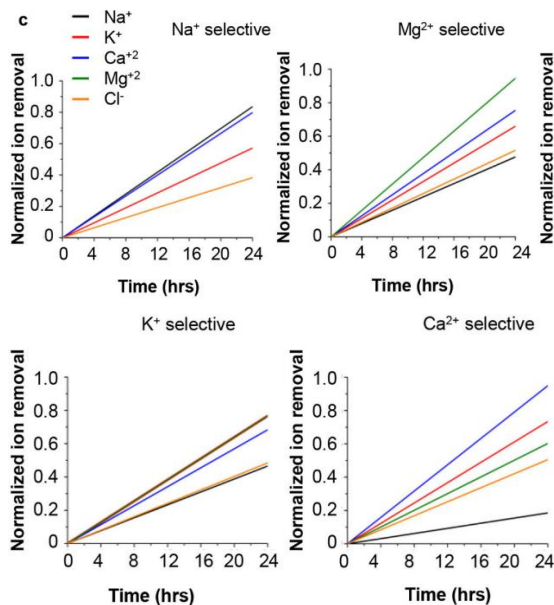 c
Na⁺
K⁺
Ca⁺²
Mg⁺²
Cl⁻
Na⁺ selective
Normalized ion removal
1.0
0.8
0.6
0.4
0.2
0
0 4 8 12 16 20 24
Time (hrs)
Mg²⁺ selective
Normalized ion removal
1.0
0.8
0.6
0.4
0.2
0
0 4 8 12 16 20 24
Time (hrs)
Normalized ion removal
K⁺ selective
Normalized ion removal
1.0
0.8
0.6
0.4
0.2
0
0 4 8 12 16 20 24
Time (hrs)
Ca²⁺ selective
Normalized ion removal
1.0
0.8
0.6
0.4
0.2
0
0 4 8 12 16 20 24
Time (hrs)